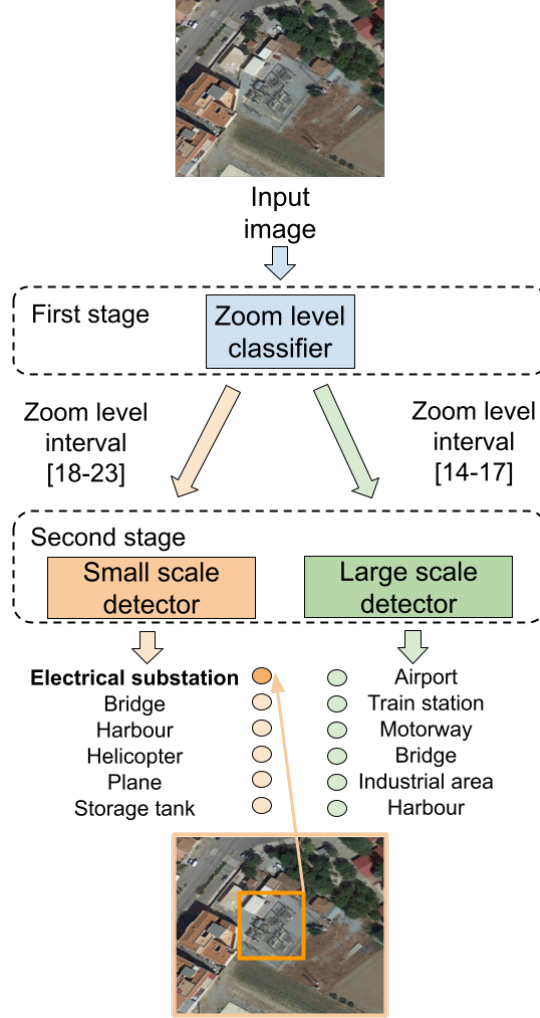 Input
image
First stage
Zoom level
classifier
Zoom level
interval
[18-23]
Zoom level
interval
[14-17]
Second stage
Small scale
detector
Large scale
detector
Electrical substation
Bridge
Harbour
Helicopter
Plane
Storage tank
Airport
Train station
Motorway
Bridge
Industrial area
Harbour